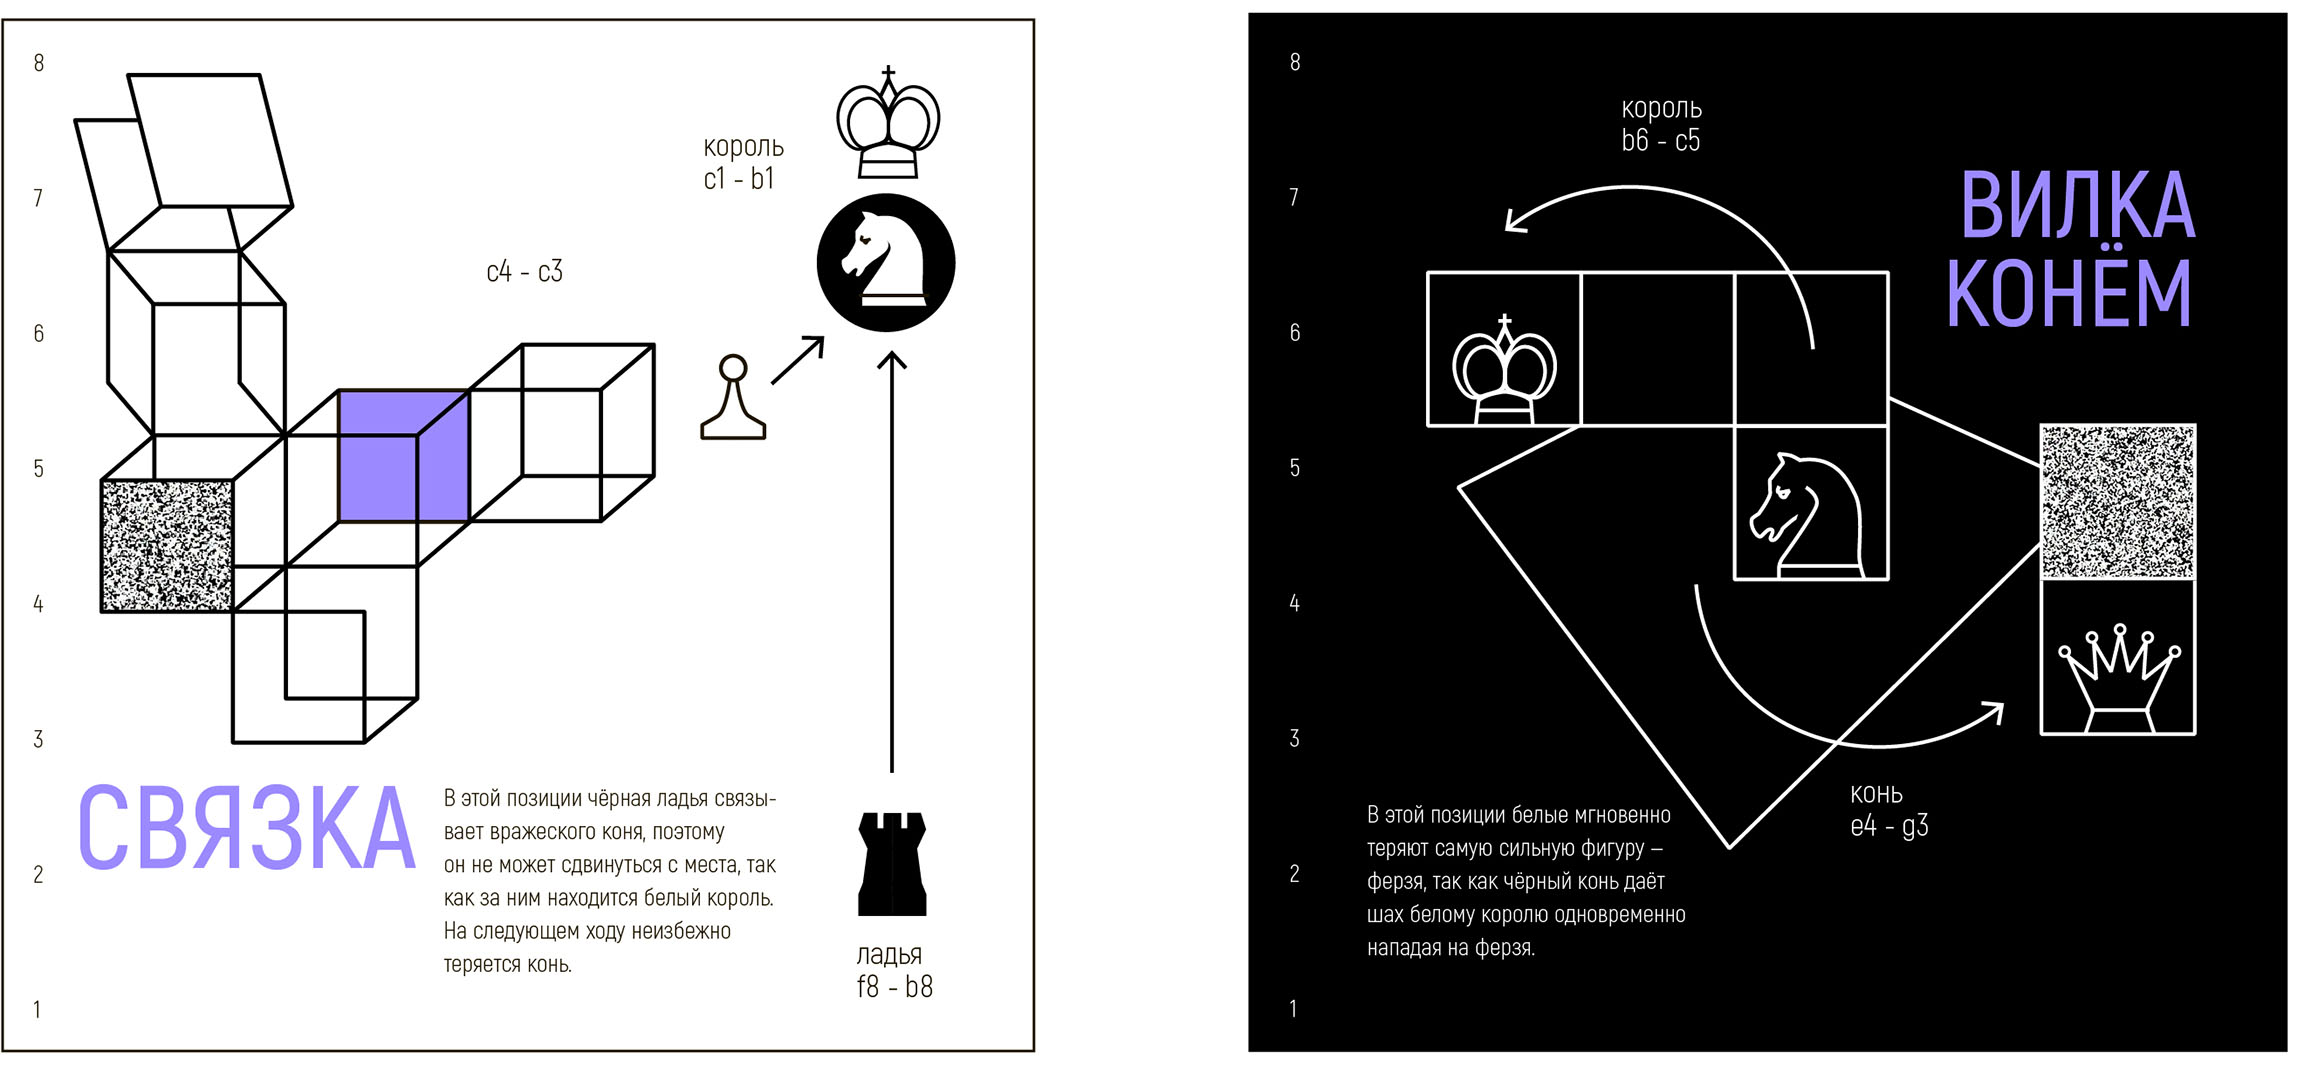 8
7
6
5
4
3
2
1
король
c1 - b1
c4 - c3
СВЯЗКА
В этой позиции чёрная ладья связы-
вает вражеского коня, поэтому
он не может сдвинуться с места, так
как за ним находится белый король.
На следующем ходу неизбежно
теряется конь.
ладья
f8 - b8
8
7
6
5
4
3
2
1
король
b6 - c5
ВИЛКА
КОНЁМ
В этой позиции белые мгновенно
теряют самую сильную фигуру –
ферзя, так как чёрный конь даёт
шах белому королю одновременно
нападая на ферзя.
конь
e4 - g3